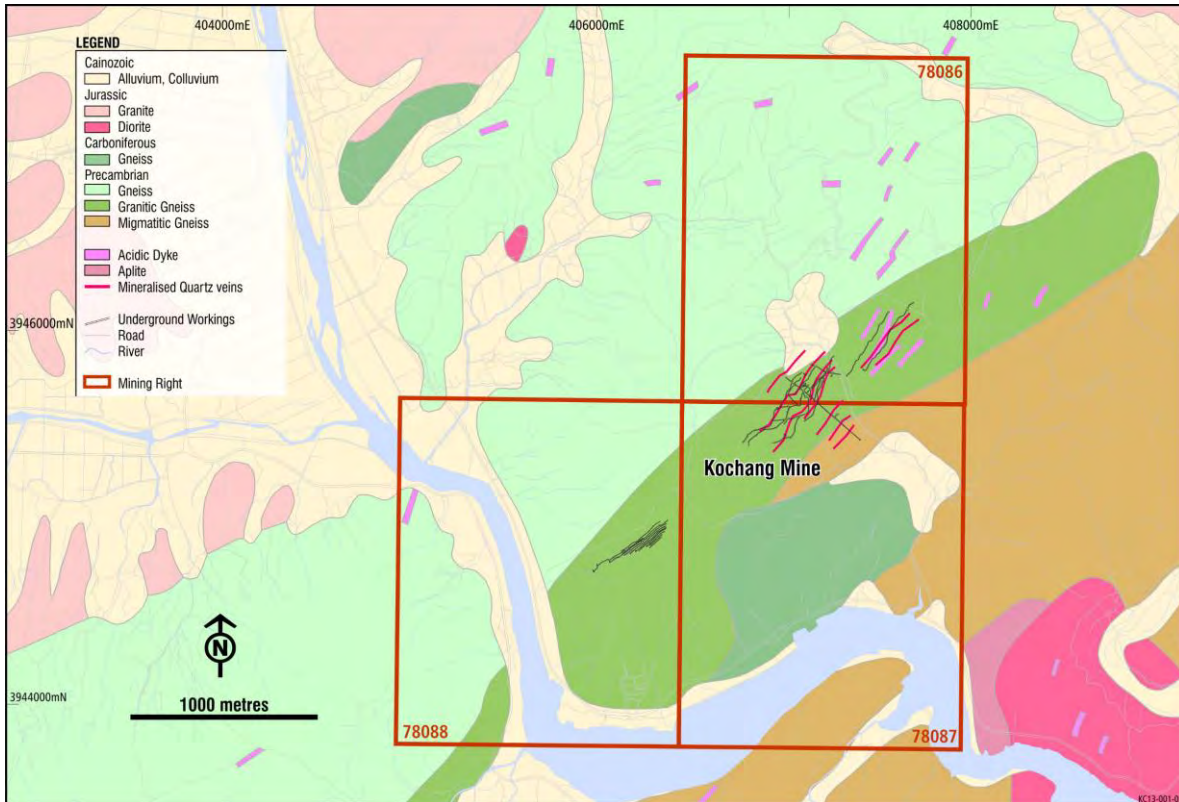 404000mE
406000mE
408000mE
LEGEND
Cainozoic
Alluvium, Colluvium
Jurassic
Granite
Diorite
Carboniferous
Gneiss
Precambrian
Gneiss
Granitic Gneiss
Migmatitic Gneiss
Acidic Dyke
Aplite
Mineralised Quartz veins
Underground Workings
Road
River
Mining Right
78086
3946000mN
Kochang Mine
N
1000 metres
3944000mN
78088
78087